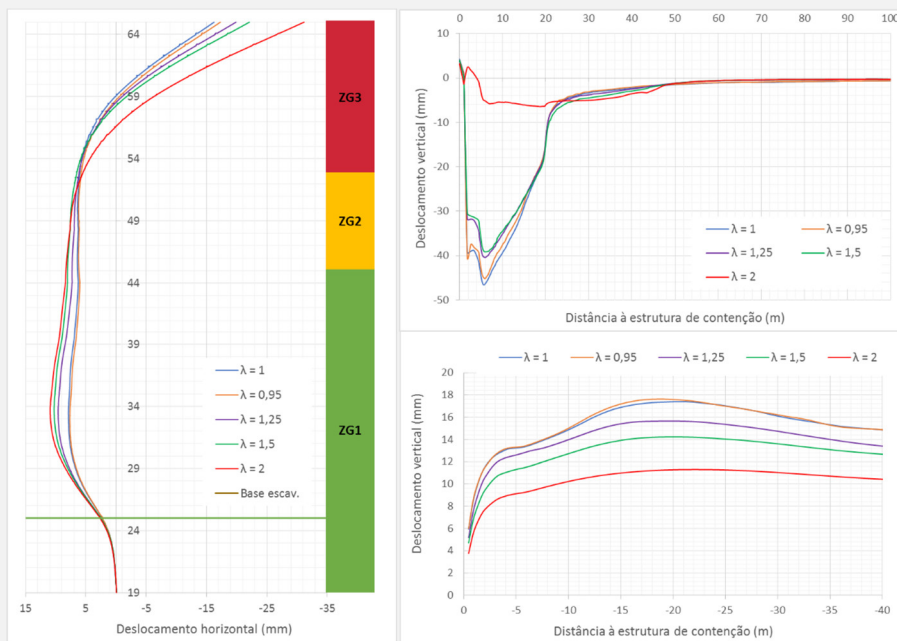 64
59
54
49
44
39
34
29
24
19
ZG3
ZG2
ZG1
λ = 1
λ = 0,95
λ = 1,25
λ = 1,5
λ = 2
Base escav.
15 5 -5 -15 -25 -35
Deslocamento horizontal (mm)
0 10 20 30 40 50 60 70 80 90 100
10
0
-10
-20
-30
-40
-50
Deslocamento vertical (mm)
λ = 1 λ = 0,95
λ = 1,25 λ = 1,5
λ = 2
Distância à estrutura de contenção (m)
λ = 1 λ = 0,95 λ = 1,25 λ = 1,5 λ = 2
20
18
16
14
12
10
8
6
4
2
0
Deslocamento vertical (mm)
0 -5 -10 -15 -20 -25 -30 -35 -40
Distância à estrutura de contenção (m)